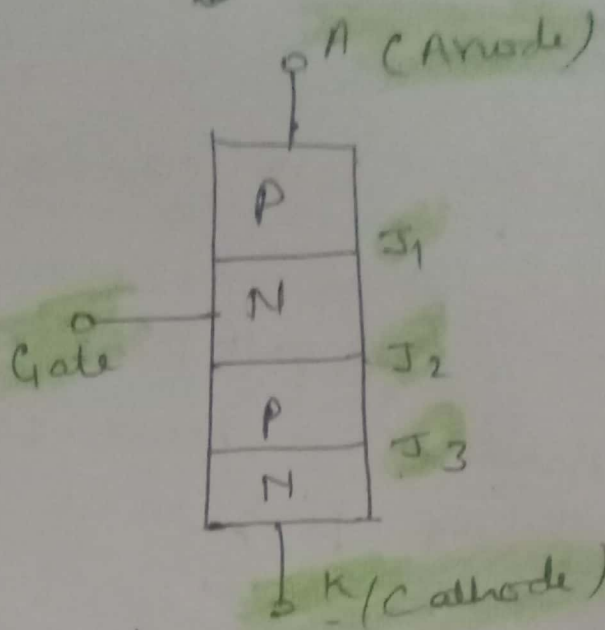 A (Anode)
P
J1
N
Gate
J2
P
J3
N
K (Cathode)